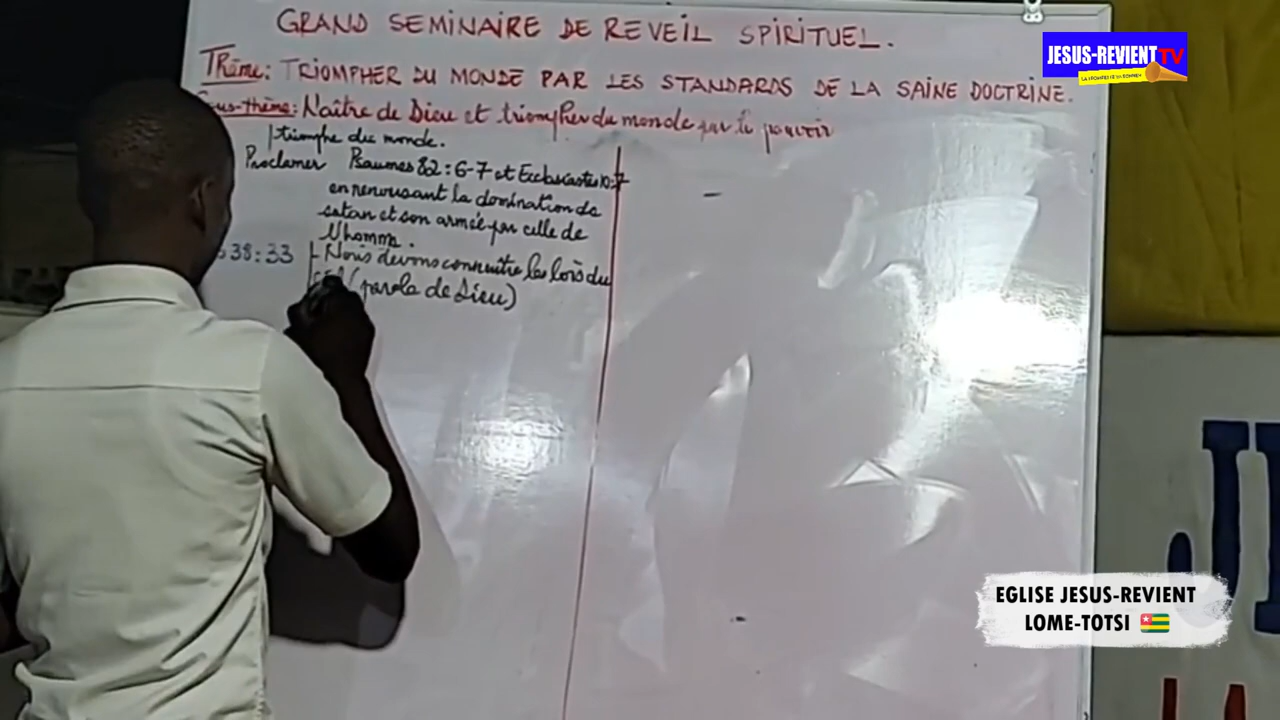 GRAND SEMINAIRE DE REVEIL SPIRITUEL.
Thème: TRIOMPHER DU MONDE PAR LES STANDARDS DE LA SAINE DOCTRINE.
Sous-thème: Naître de Dieu et triompher du monde par le pouvoir
triomphe du monde.
Proclamer Psaumes 82:6-7 et Ecclésiastes 10:7
en renversant la domination de
satan et son armée par celle de
l'homme.
38:33 - Nous devons connaître les lois du
(parole de Dieu)
JESUS-REVIENT TV
EGLISE JESUS-REVIENT
LOME-TOTSI